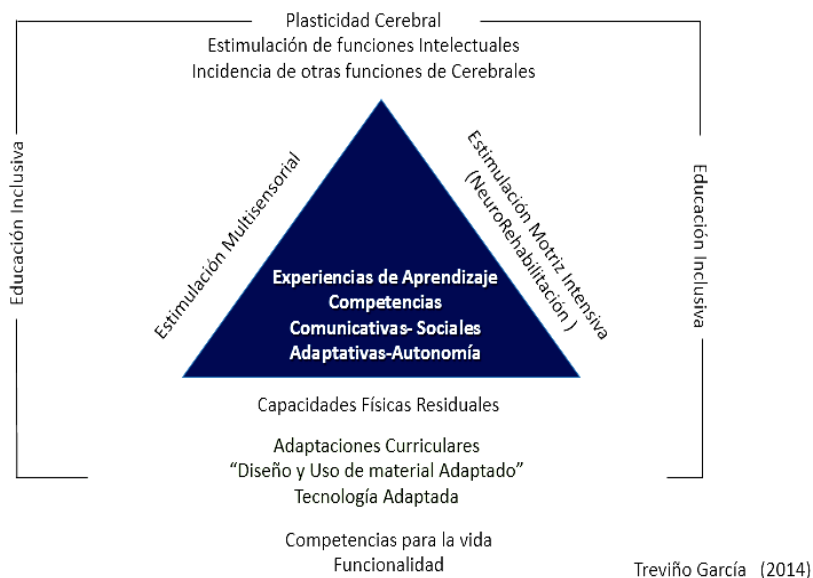 Plasticidad Cerebral
Estimulación de funciones Intelectuales
Incidencia de otras funciones de Cerebrales
Educación Inclusiva
Estimulación Multisensorial
Estimulación Motriz Intensiva
(NeuroRehabilitación )
Educación Inclusiva
Experiencias de Aprendizaje
Competencias
Comunicativas- Sociales
Adaptativas-Autonomía
Capacidades Físicas Residuales
Adaptaciones Curriculares
“Diseño y Uso de material Adaptado”
Tecnología Adaptada
Competencias para la vida
Funcionalidad
Treviño García (2014)